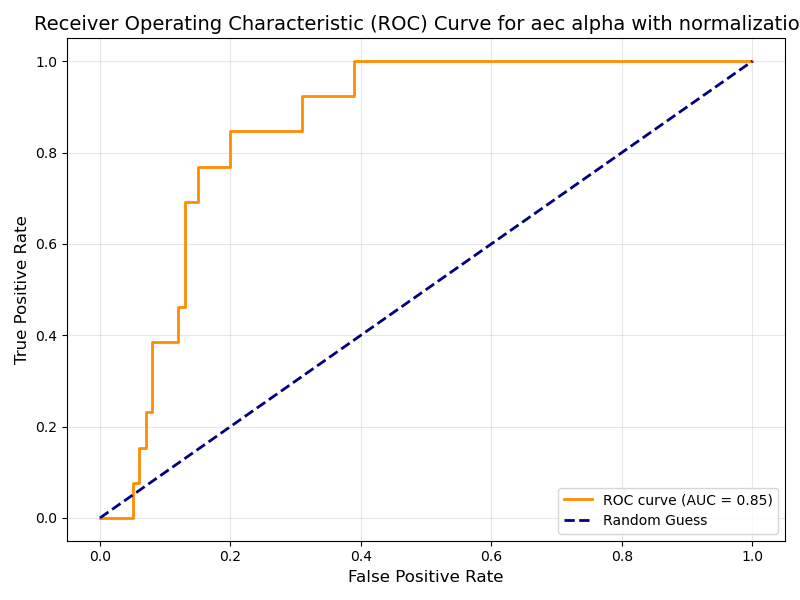 Receiver Operating Characteristic (ROC) Curve for aec alpha with normalizatio
1.0
0.8
0.6
0.4
0.2
0.0
True Positive Rate
0.0 0.2 0.4 0.6 0.8 1.0
False Positive Rate
ROC curve (AUC = 0.85)
Random Guess